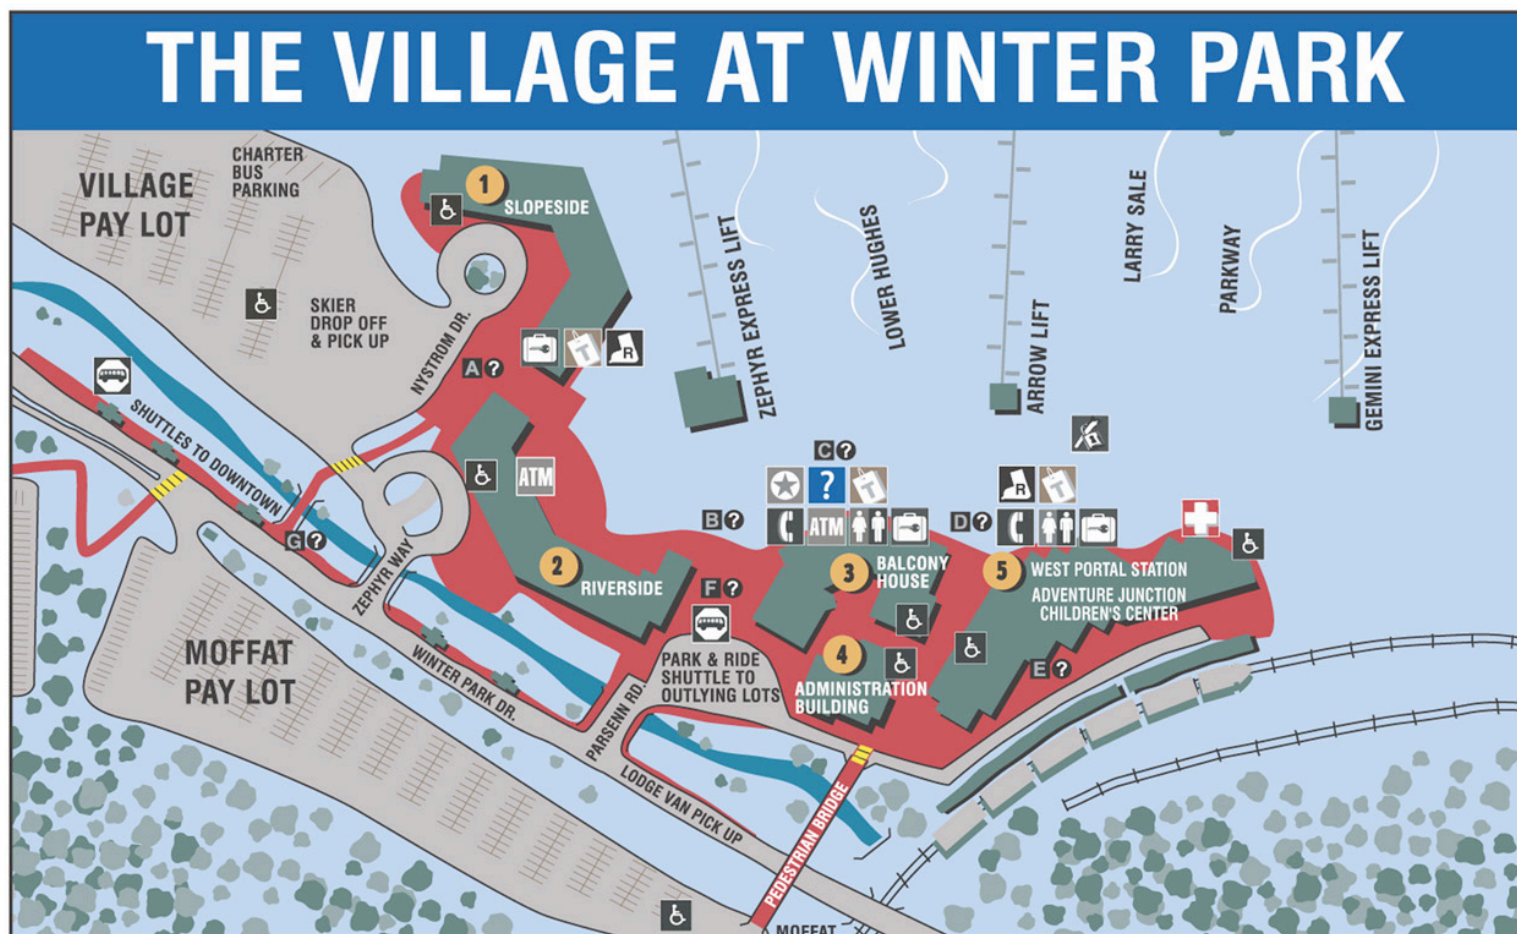 THE VILLAGE AT WINTER PARK
VILLAGE
PAY LOT
CHARTER
BUS
PARKING
1
SLOPESIDE
SKIER
DROP OFF
& PICK UP
NYSTROM DR.
A ?
T
R
ZEPHYR EXPRESS LIFT
LOWER HUGHES
ARROW LIFT
LARRY SALE
PARKWAY
GEMINI EXPRESS LIFT
SHUTTLES TO DOWNTOWN
G ?
ZEPHYR WAY
ATM
2
RIVERSIDE
B ?
C ?
?
T
ATM
3
BALCONY
HOUSE
D ?
R
T
5
WEST PORTAL STATION
ADVENTURE JUNCTION
CHILDREN'S CENTER
F ?
PARK & RIDE
SHUTTLE TO
OUTLYING LOTS
4
ADMINISTRATION
BUILDING
E ?
MOFFAT
PAY LOT
WINTER PARK DR.
PARSENN RD.
LODGE VAN PICK UP
PEDESTRIAN BRIDGE
MOFFAT